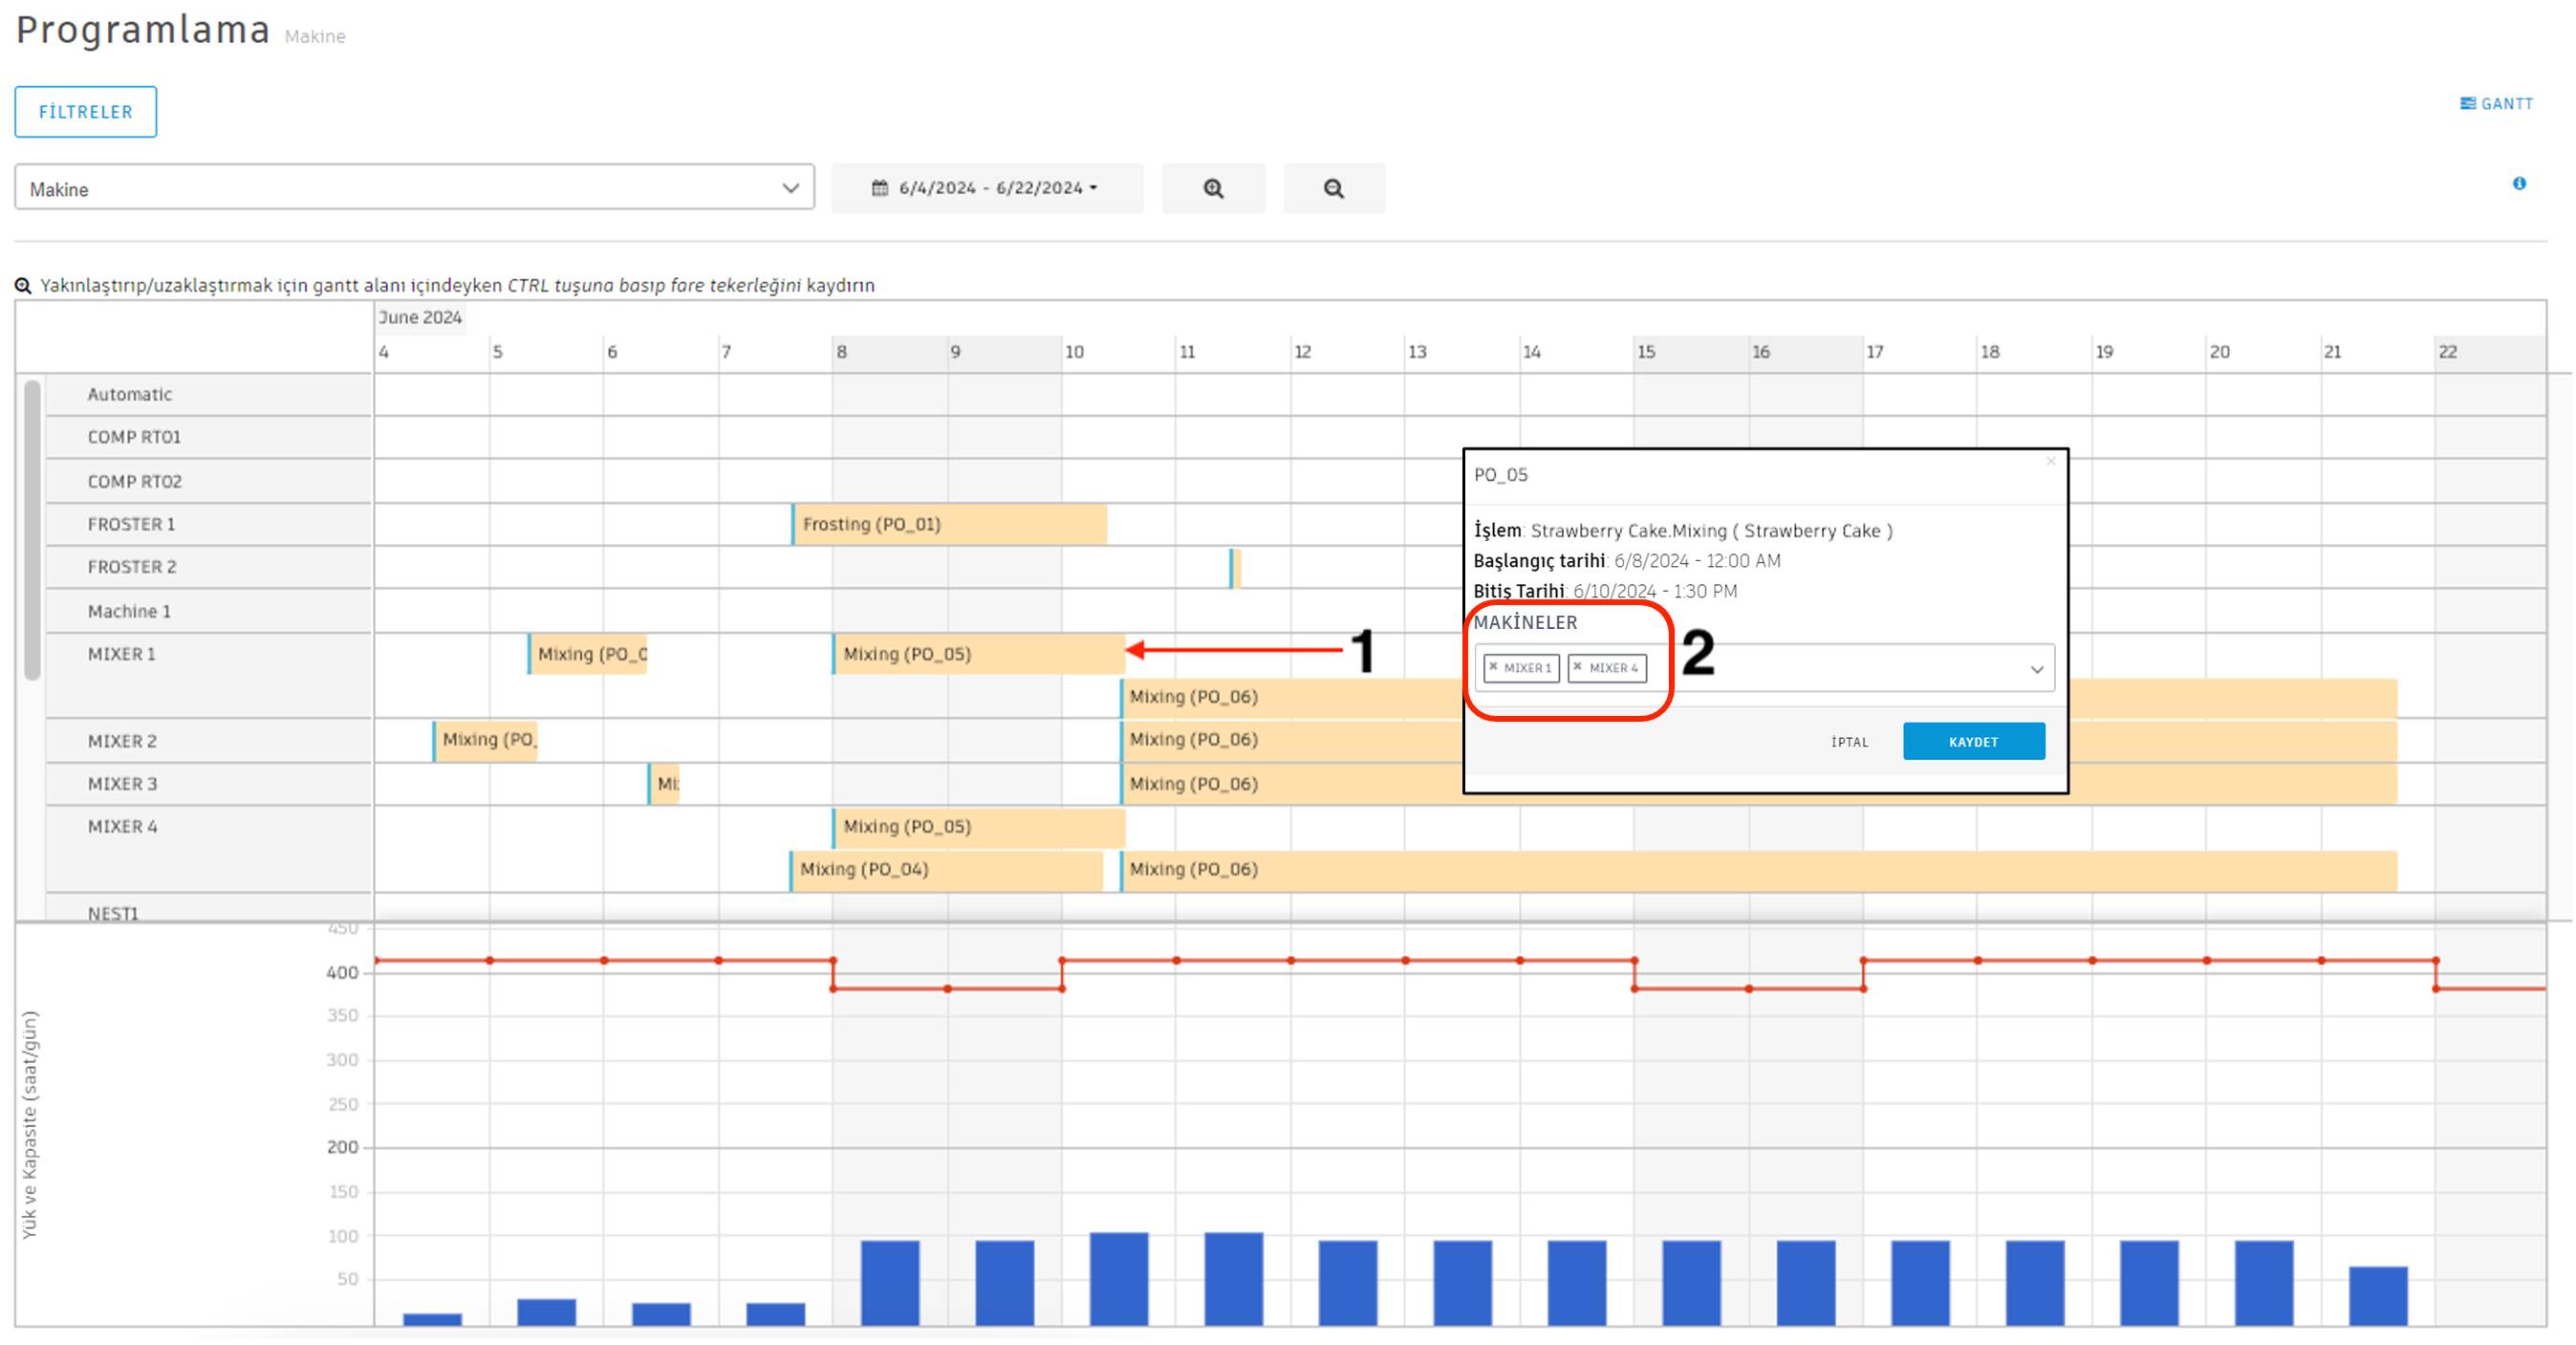 Programlama Makine
FİLTRELER
GANTT
Makine
6/4/2024 - 6/22/2024
Yakınlaştırıp/uzaklaştırmak için gantt alanı içindeyken CTRL tuşuna basıp fare tekerleğini kaydırın
June 2024
4 5 6 7 8 9 10 11 12 13 14 15 16 17 18 19 20 21 22
Automatic
COMP RTO1
COMP RTO2
FROSTER 1 Frosting (PO_01)
FROSTER 2
Machine 1
MIXER 1 Mixing (PO_0 Mixing (PO_05) 1
Mixing (PO_06)
MIXER 2 Mixing (PO_ Mixing (PO_06)
MIXER 3 Mi Mixing (PO_06)
MIXER 4 Mixing (PO_05)
Mixing (PO_04) Mixing (PO_06)
NEST1
PO_05
×
İşlem: Strawberry Cake.Mixing ( Strawberry Cake )
Başlangıç tarihi: 6/8/2024 - 12:00 AM
Bitiş Tarihi: 6/10/2024 - 1:30 PM
MAKİNELER
× MIXER 1 × MIXER 4 2
İPTAL KAYDET
Yük ve Kapasite (saat/gün)
450
400
350
300
250
200
150
100
50